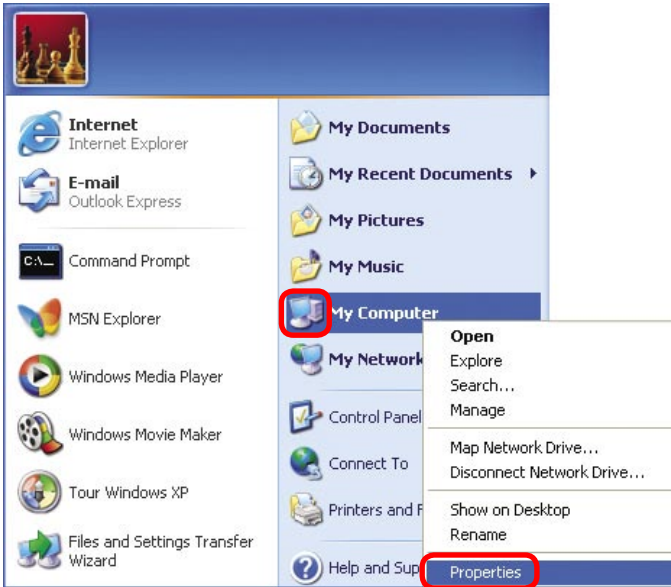 Internet
Internet Explorer
E-mail
Outlook Express
C:\_
Command Prompt
MSN Explorer
Windows Media Player
Windows Movie Maker
Tour Windows XP
Files and Settings Transfer
Wizard
My Documents
My Recent Documents
My Pictures
My Music
My Computer
My Network
Control Panel
Connect To
Printers and F
Help and Sup
Open
Explore
Search...
Manage
Map Network Drive...
Disconnect Network Drive...
Show on Desktop
Rename
Properties